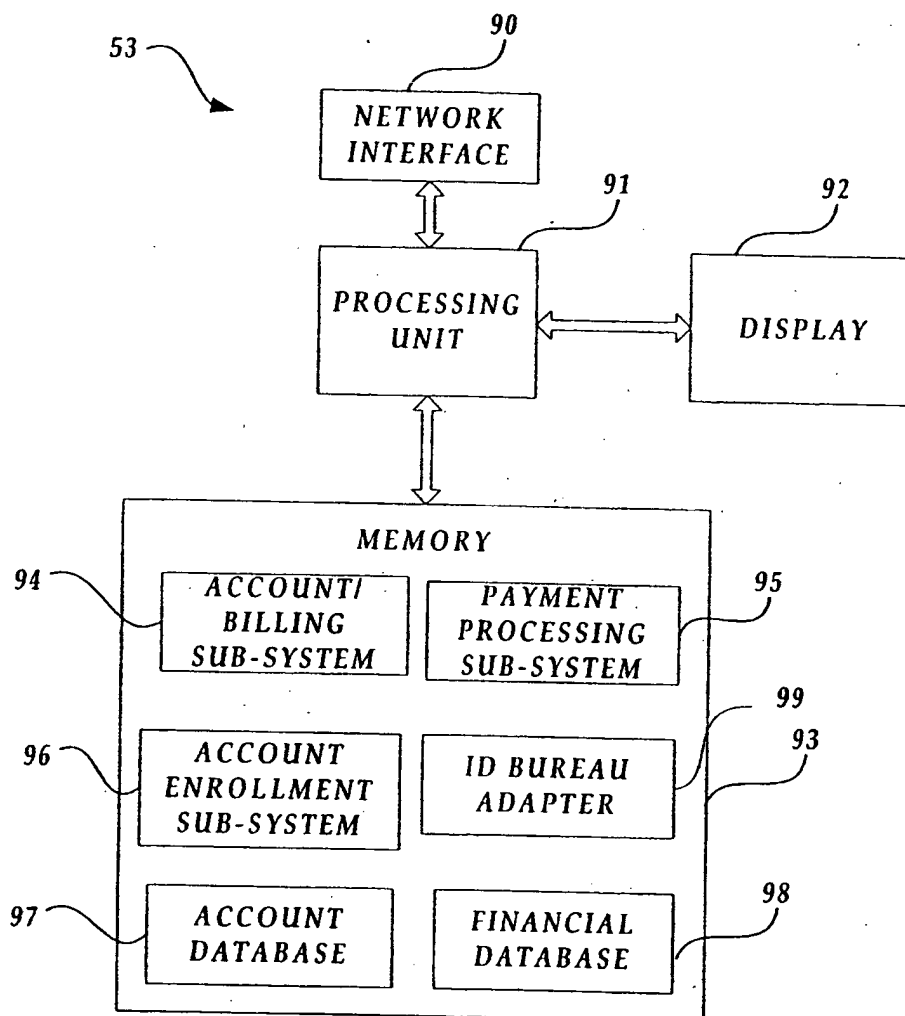 90
53
NETWORK
INTERFACE
91
92
PROCESSING
UNIT
DISPLAY
MEMORY
94
ACCOUNT/
BILLING
SUB-SYSTEM
PAYMENT
PROCESSING
SUB-SYSTEM
95
99
93
96
ACCOUNT
ENROLLMENT
SUB-SYSTEM
ID BUREAU
ADAPTER
97
ACCOUNT
DATABASE
FINANCIAL
DATABASE
98